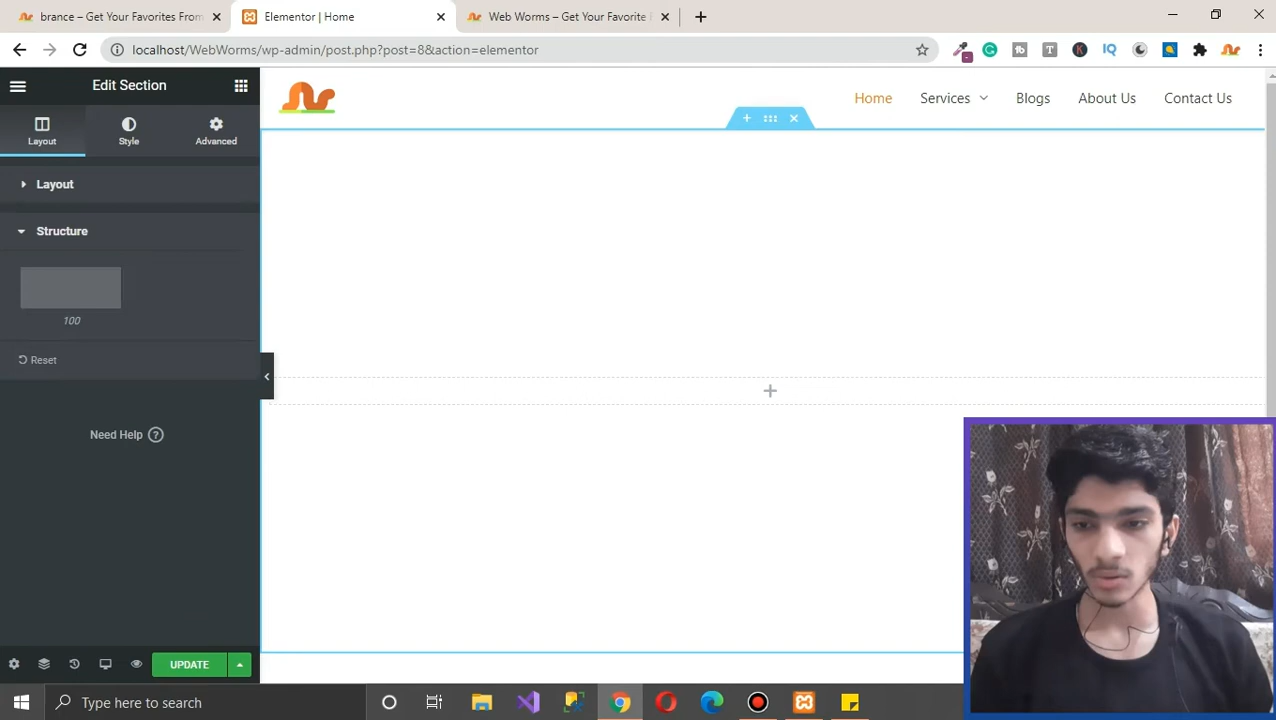 brance – Get Your Favorites From
Elementor | Home
Web Worms – Get Your Favorite F
localhost/WebWorms/wp-admin/post.php?post=8&action=elementor
Edit Section
Layout
Style
Advanced
Layout
Structure
100
Reset
Need Help ?
UPDATE
Home
Services
Blogs
About Us
Contact Us
Type here to search